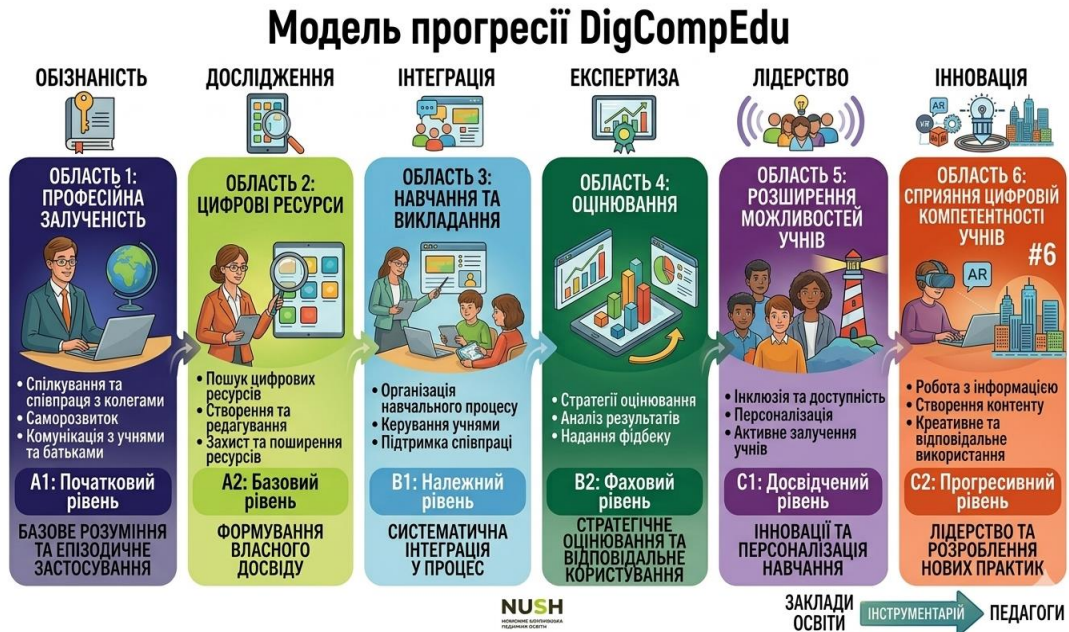 Модель прогресії DigCompEdu
ОБІЗНАНІСТЬ
ДОСЛІДЖЕННЯ
ІНТЕГРАЦІЯ
ЕКСПЕРТИЗА
ЛІДЕРСТВО
ІННОВАЦІЯ
AR
VR
ОБЛАСТЬ 1:
ПРОФЕСІЙНА
ЗАЛУЧЕНІСТЬ
• Спілкування та
співпраця з колегами
• Саморозвиток
• Комунікація з учнями
та батьками
А1: Початковий
рівень
БАЗОВЕ РОЗУМІННЯ
ТА ЕПІЗОДИЧНЕ
ЗАСТОСУВАННЯ
ОБЛАСТЬ 2:
ЦИФРОВІ РЕСУРСИ
• Пошук цифрових
ресурсів
• Створення та
редагування
• Захист та поширення
ресурсів
А2: Базовий
рівень
ФОРМУВАННЯ
ВЛАСНОГО
ДОСВІДУ
ОБЛАСТЬ 3:
НАВЧАННЯ ТА
ВИКЛАДАННЯ
• Організація
навчального процесу
• Керування учнями
• Підтримка співпраці
B1: Належний
рівень
СИСТЕМАТИЧНА
ІНТЕГРАЦІЯ
У ПРОЦЕС
ОБЛАСТЬ 4:
ОЦІНЮВАННЯ
• Стратегії оцінювання
• Аналіз результатів
• Надання фідбеку
B2: Фаховий
рівень
СТРАТЕГІЧНЕ
ОЦІНЮВАННЯ ТА
ВІДПОВІДАЛЬНЕ
КОРИСТУВАННЯ
ОБЛАСТЬ 5:
РОЗШИРЕННЯ
МОЖЛИВОСТЕЙ
УЧНІВ
• Інклюзія та доступність
• Персоналізація
• Активне залучення
учнів
C1: Досвідчений
рівень
ІННОВАЦІЇ ТА
ПЕРСОНАЛІЗАЦІЯ
НАВЧАННЯ
ОБЛАСТЬ 6:
СПРИЯННЯ ЦИФРОВІЙ
КОМПЕТЕНТНОСТІ
УЧНІВ
#6
AR
• Робота з інформацією
• Створення контенту
• Креативне та
відповідальне
використання
C2: Прогресивний
рівень
ЛІДЕРСТВО ТА
РОЗРОБЛЕННЯ
НОВИХ ПРАКТИК
NUSH
ОСВІТИ
ЗАКЛАДИ
ОСВІТИ
ІНСТРУМЕНТАРІЙ
ПЕДАГОГИ